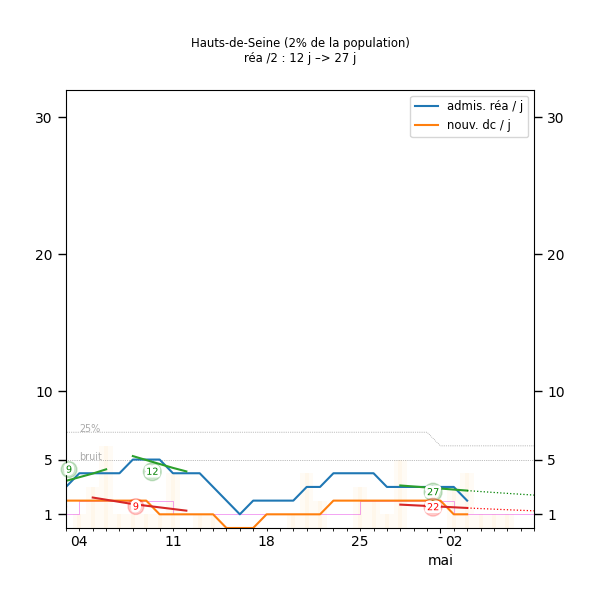 Hauts-de-Seine (2% de la population)
réa /2 : 12 j –> 27 j
admis. réa / j
nouv. dc / j
30 30
20 20
10 10
25%
bruit
5 5
9
12
27
9
22
1 1
04 11 18 25 02
mai